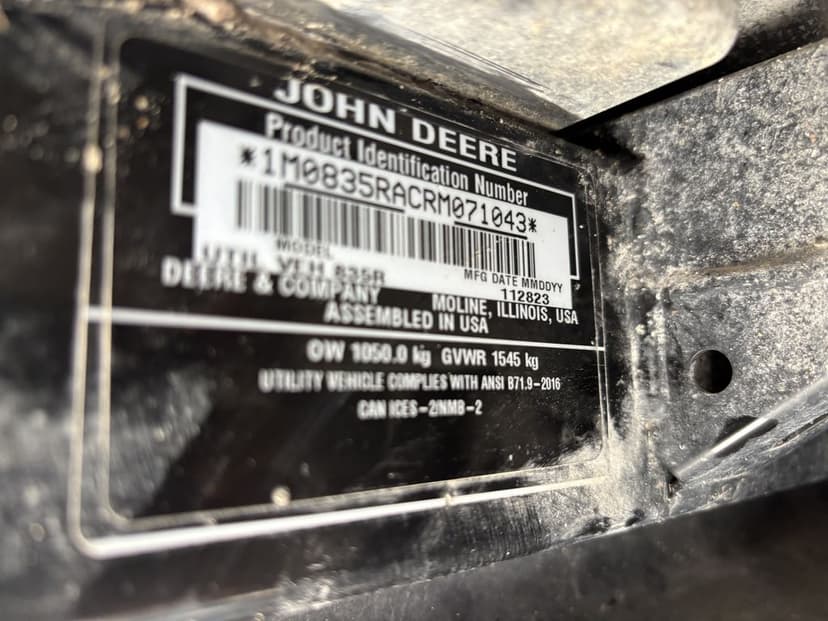 JOHN DEERE
Product Identification Number
*1M0835RACRM071043*
MODEL
UTIL VEH 835R
MFG DATE MMDDYY
112823
DEERE & COMPANY MOLINE, ILLINOIS, USA
ASSEMBLED IN USA
OW 1050.0 kg GVWR 1545 kg
UTILITY VEHICLE COMPLIES WITH ANSI B71.9-2016
CAN ICES-2/NMB-2